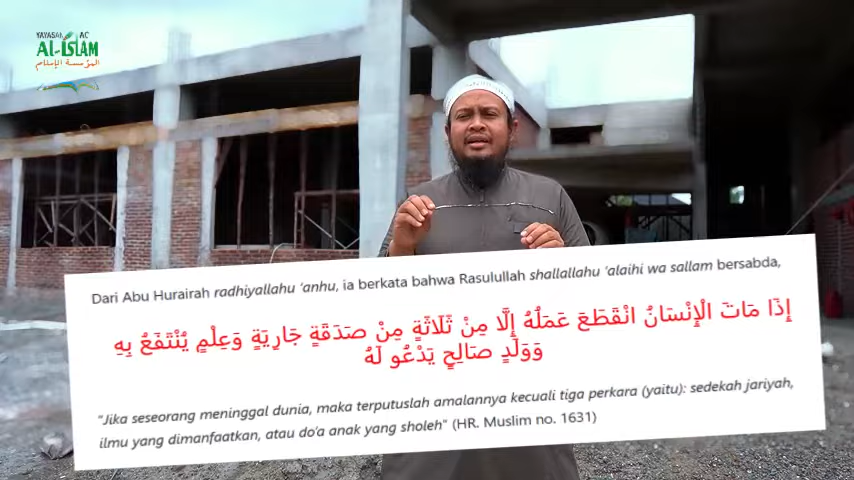 YAYASAN AC
AL-ISLAM
المؤسسة الإسلام
Dari Abu Hurairah radhiyallahu 'anhu, ia berkata bahwa Rasulullah shallallahu 'alaihi wa sallam bersabda,
إِذَا مَاتَ الْإِنْسَانُ انْقَطَعَ عَمَلُهُ إِلَّا مِنْ ثَلَاثَةٍ مِنْ صَدَقَةٍ جَارِيَةٍ وَعِلْمٍ يُنْتَفَعُ بِهِ
وَوَلَدٍ صَالِحٍ يَدْعُو لَهُ
"Jika seseorang meninggal dunia, maka terputuslah amalannya kecuali tiga perkara (yaitu): sedekah jariyah,
ilmu yang dimanfaatkan, atau do'a anak yang sholeh" (HR. Muslim no. 1631)